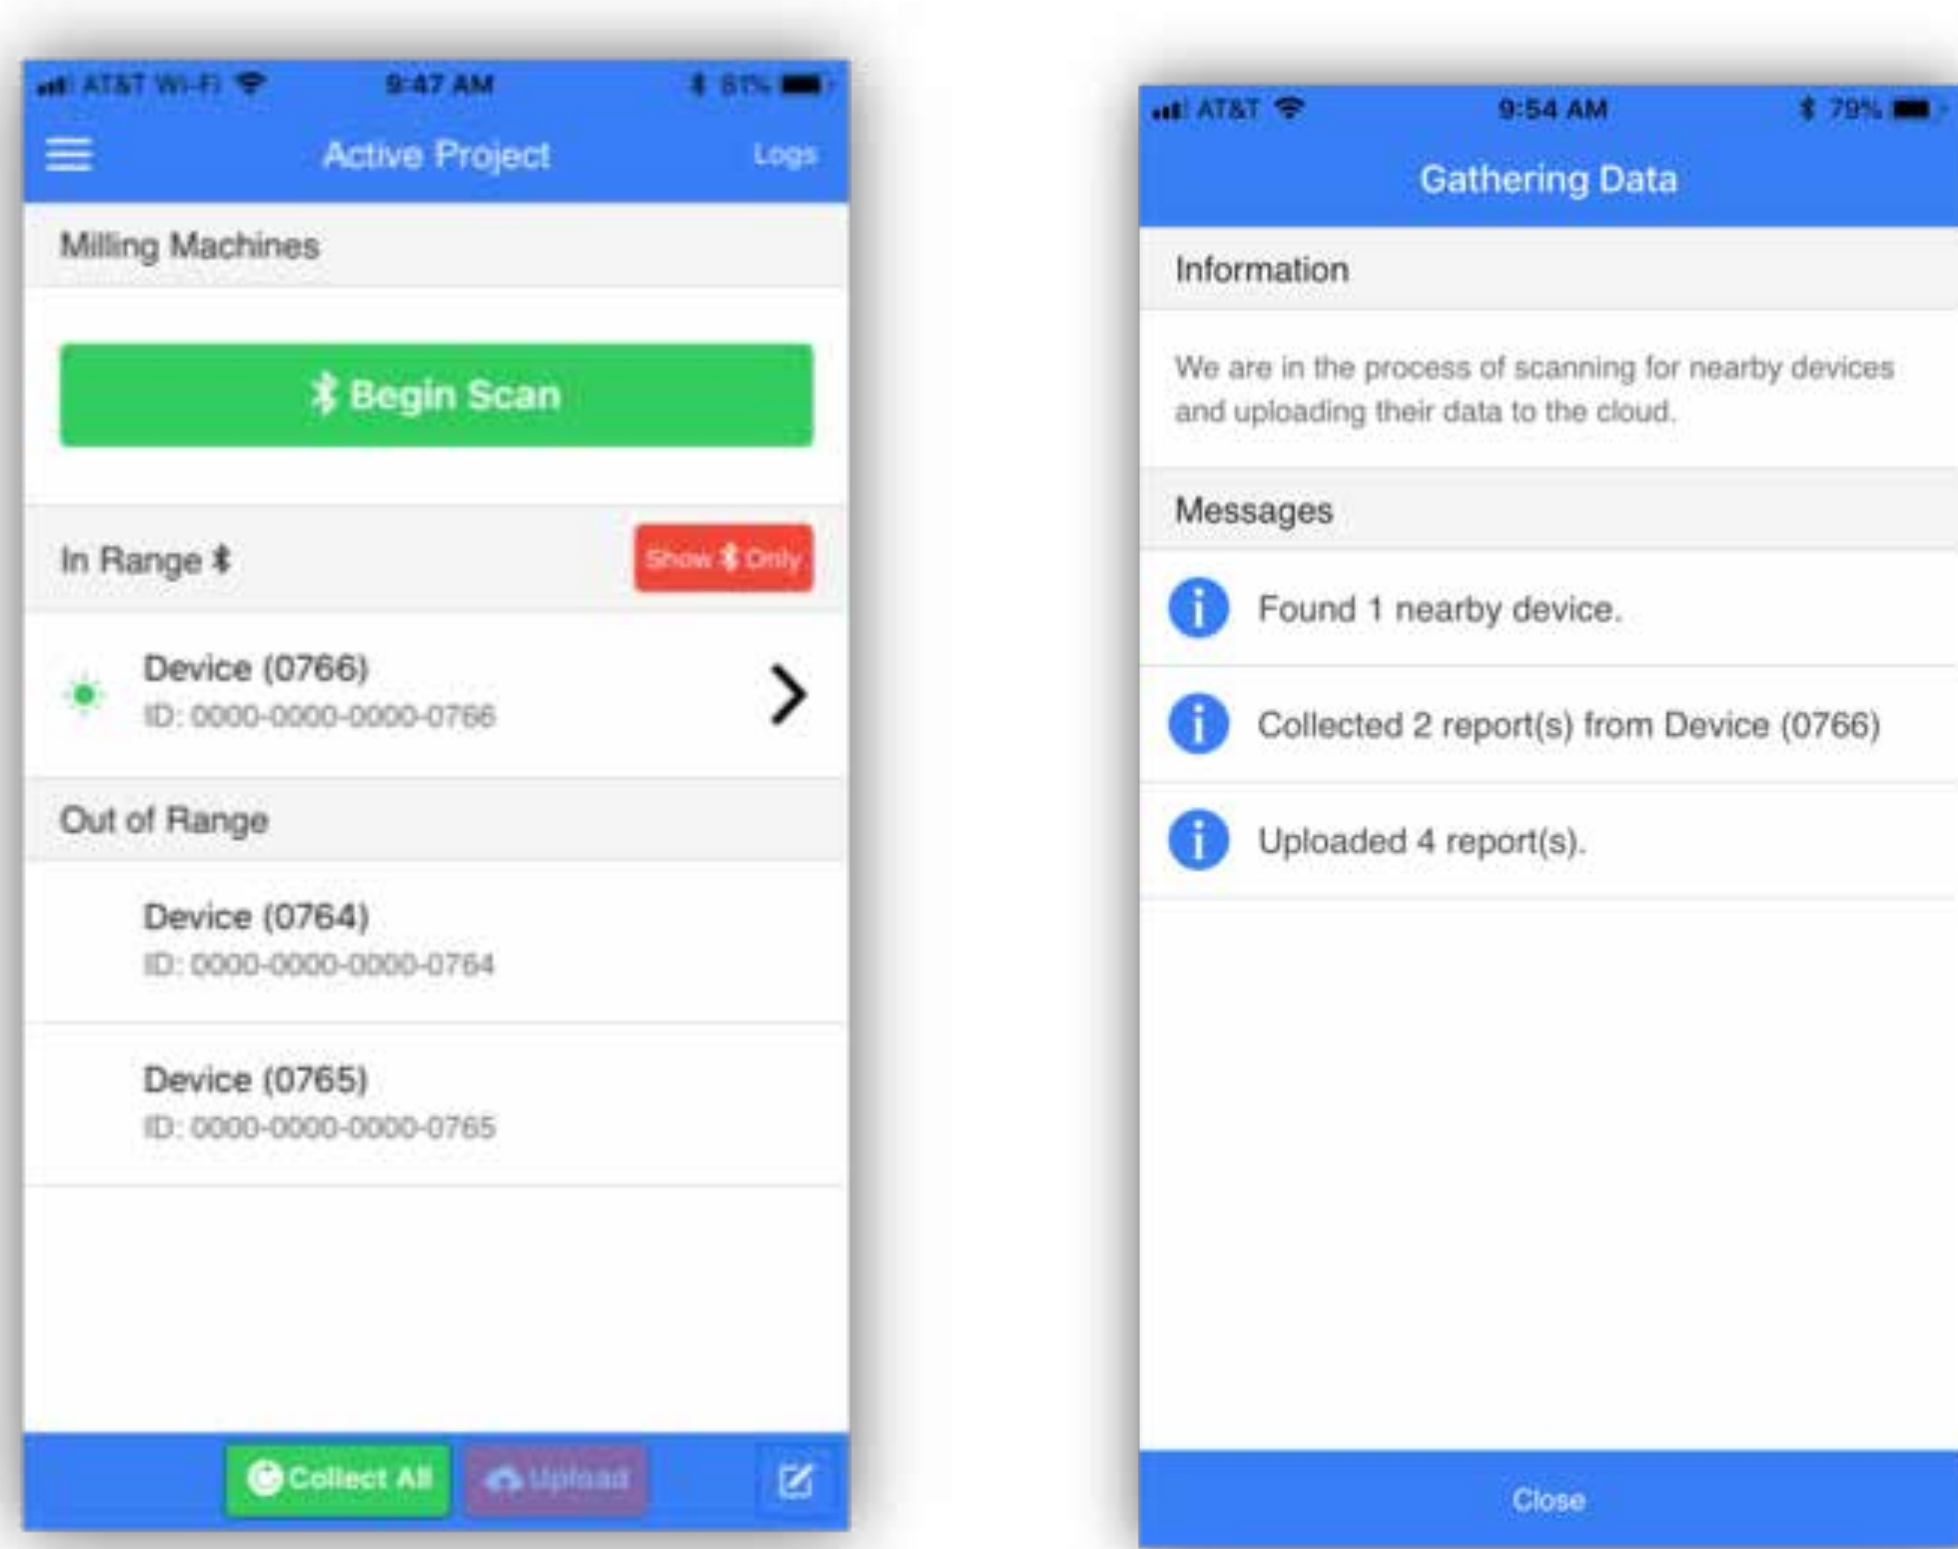 AT&T Wi-Fi 9:47 AM 81%
Active Project Logs
Milling Machines
Begin Scan
In Range Show Only
Device (0766)
ID: 0000-0000-0000-0766
Out of Range
Device (0764)
ID: 0000-0000-0000-0764
Device (0765)
ID: 0000-0000-0000-0765
Collect All Upload
AT&T 9:54 AM 79%
Gathering Data
Information
We are in the process of scanning for nearby devices
and uploading their data to the cloud.
Messages
Found 1 nearby device.
Collected 2 report(s) from Device (0766)
Uploaded 4 report(s).
Close